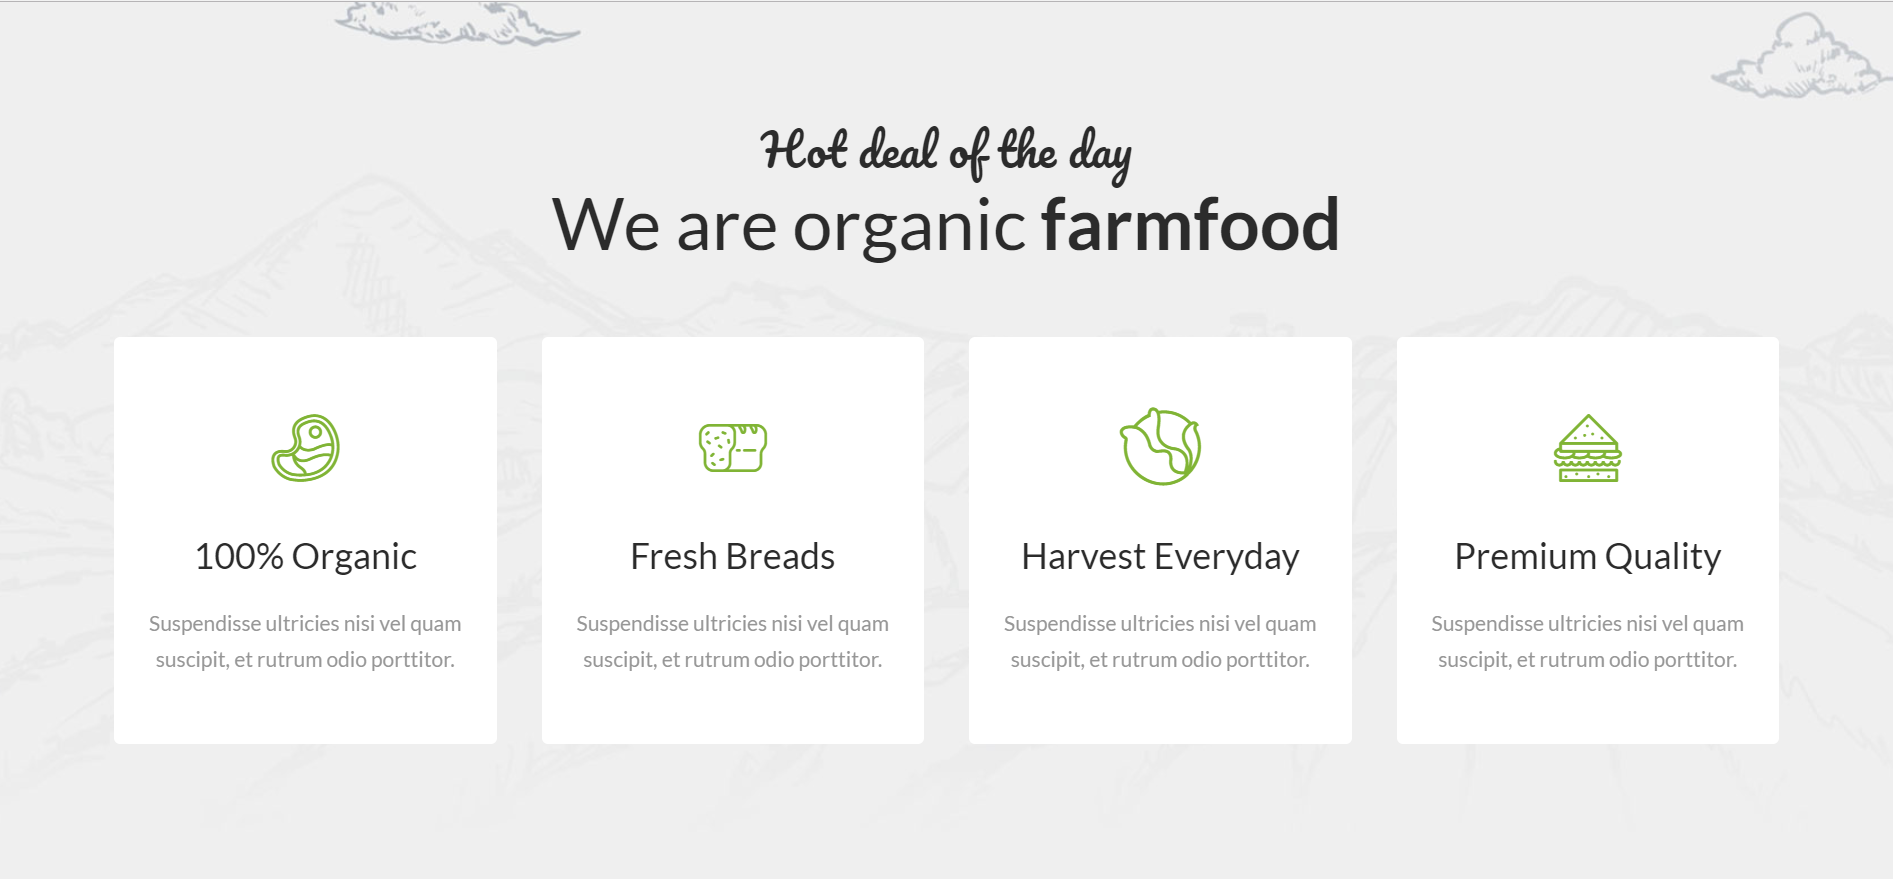 Hot deal of the day
We are organic farmfood
100% Organic
Suspendisse ultricies nisi vel quam
suscipit, et rutrum odio porttitor.
Fresh Breads
Suspendisse ultricies nisi vel quam
suscipit, et rutrum odio porttitor.
Harvest Everyday
Suspendisse ultricies nisi vel quam
suscipit, et rutrum odio porttitor.
Premium Quality
Suspendisse ultricies nisi vel quam
suscipit, et rutrum odio porttitor.